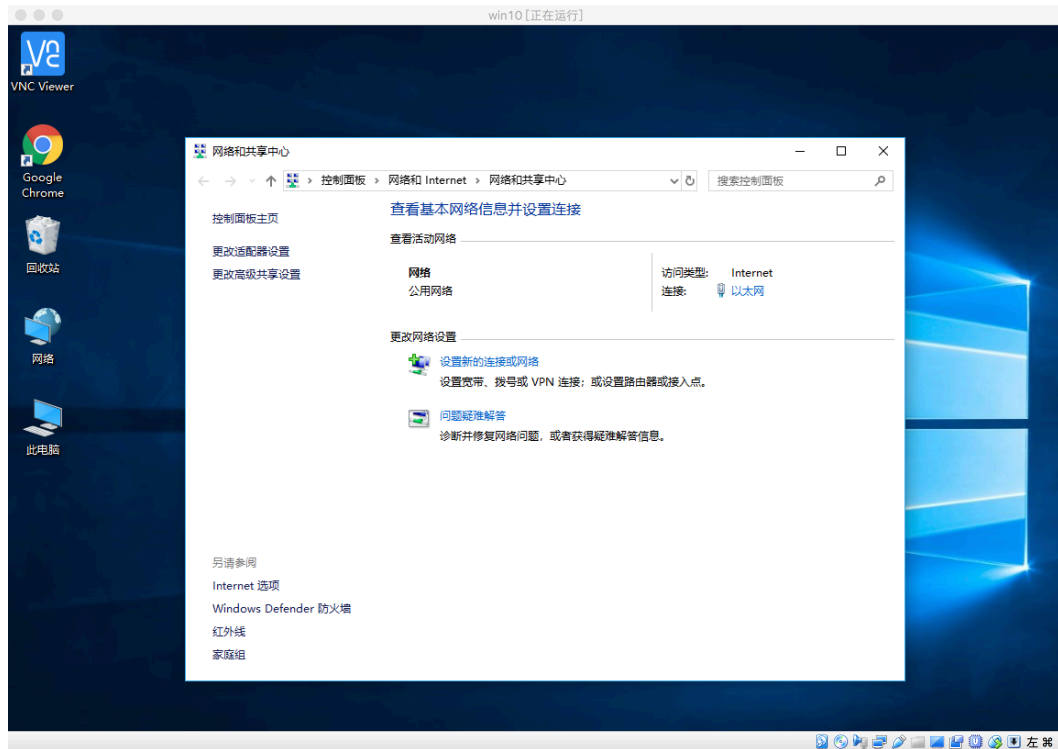 win10 [正在运行]
VNC Viewer
Google
Chrome
回收站
网络
此电脑
网络和共享中心
控制面板 › 网络和 Internet › 网络和共享中心
搜索控制面板
控制面板主页
更改适配器设置
更改高级共享设置
查看基本网络信息并设置连接
查看活动网络
网络
公用网络
访问类型: Internet
连接: 以太网
更改网络设置
设置新的连接或网络
设置宽带、拨号或 VPN 连接；或设置路由器或接入点。
问题疑难解答
诊断并修复网络问题，或者获得疑难解答信息。
另请参阅
Internet 选项
Windows Defender 防火墙
红外线
家庭组
左 ⌘